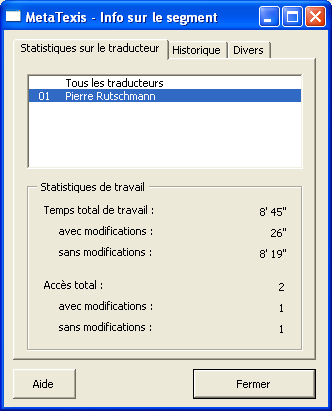 MetaTexis - Info sur le segment
Statistiques sur le traducteur Historique Divers
Tous les traducteurs
01 Pierre Rutschmann
Statistiques de travail
Temps total de travail : 8' 45"
avec modifications : 26"
sans modifications : 8' 19"
Accès total : 2
avec modifications : 1
sans modifications : 1
Aide Fermer